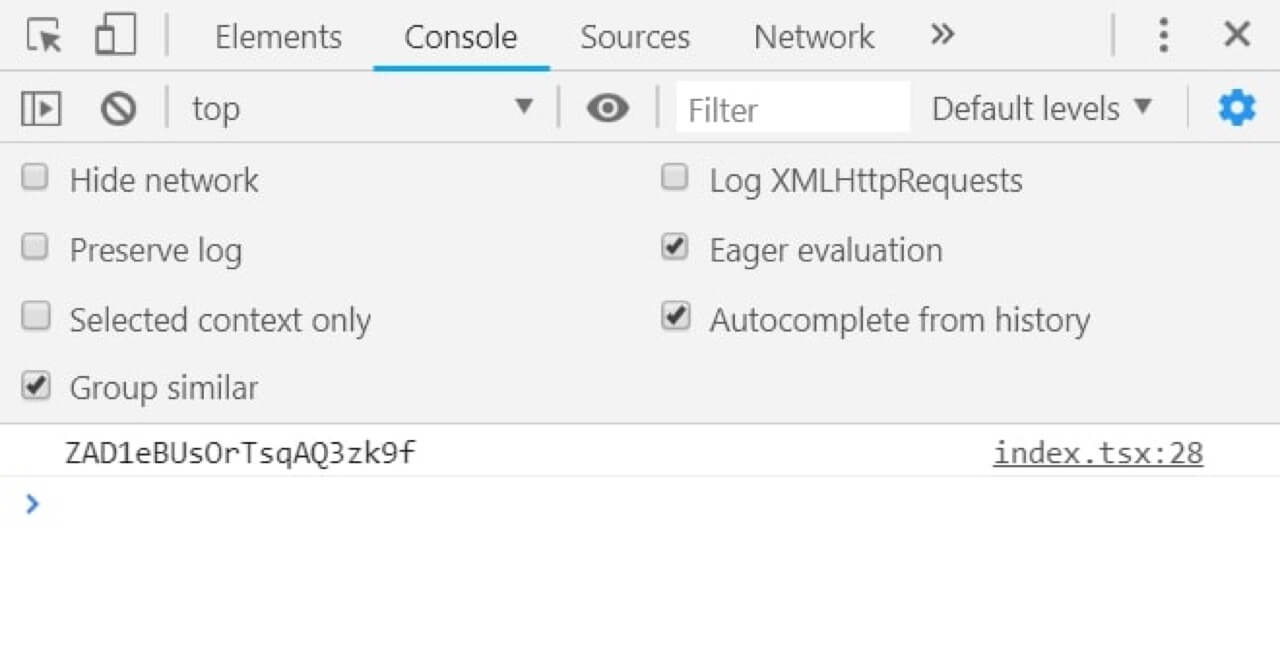 Elements Console Sources Network »
top Filter Default levels
Hide network Log XMLHttpRequests
Preserve log Eager evaluation
Selected context only Autocomplete from history
Group similar
ZAD1eBUsOrTsqAQ3zk9f index.tsx:28